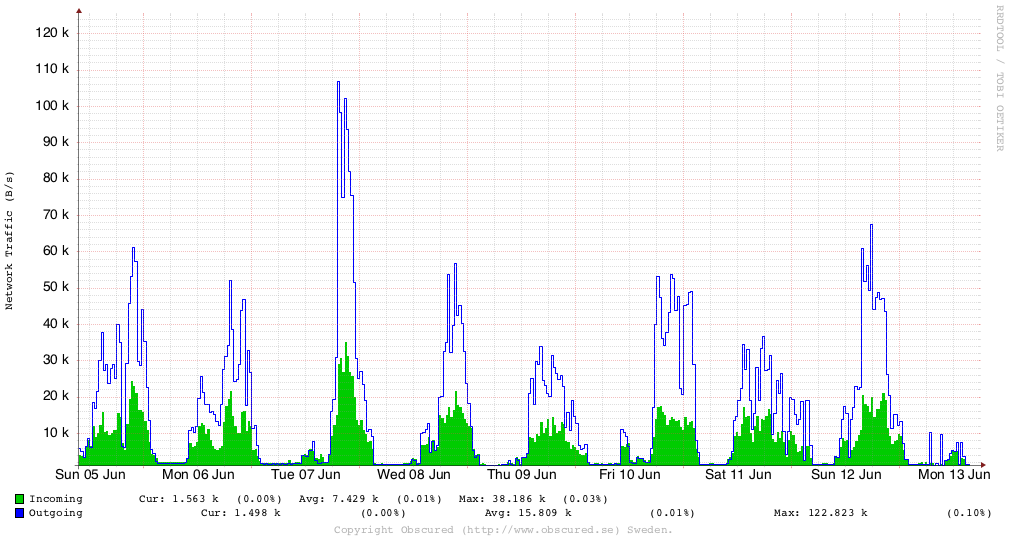 RRDTOOL / TOBI OETIKER
Network Traffic (B/s)
120 k
110 k
100 k
90 k
80 k
70 k
60 k
50 k
40 k
30 k
20 k
10 k
Sun 05 Jun Mon 06 Jun Tue 07 Jun Wed 08 Jun Thu 09 Jun Fri 10 Jun Sat 11 Jun Sun 12 Jun Mon 13 Jun
Incoming Cur: 1.563 k (0.00%) Avg: 7.429 k (0.01%) Max: 38.186 k (0.03%)
Outgoing Cur: 1.498 k (0.00%) Avg: 15.809 k (0.01%) Max: 122.823 k (0.10%)
Copyright Obscured (http://www.obscured.se) Sweden.